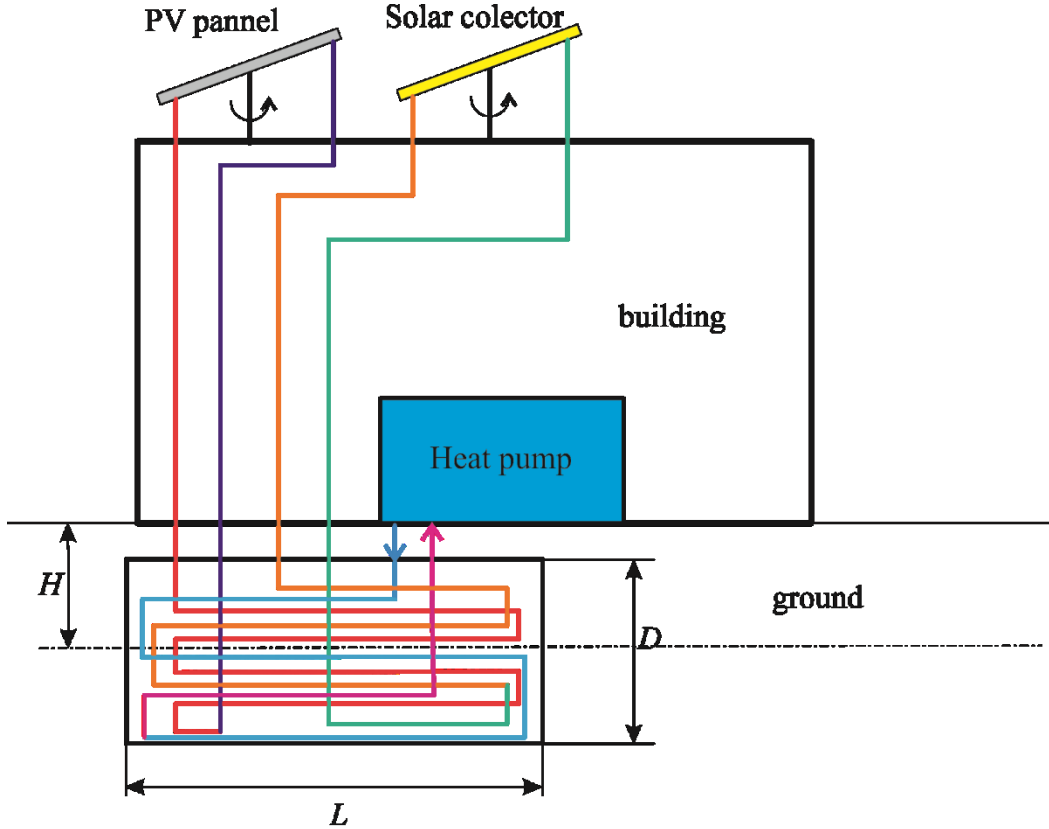 PV pannel
Solar colector
building
Heat pump
H
ground
D
L